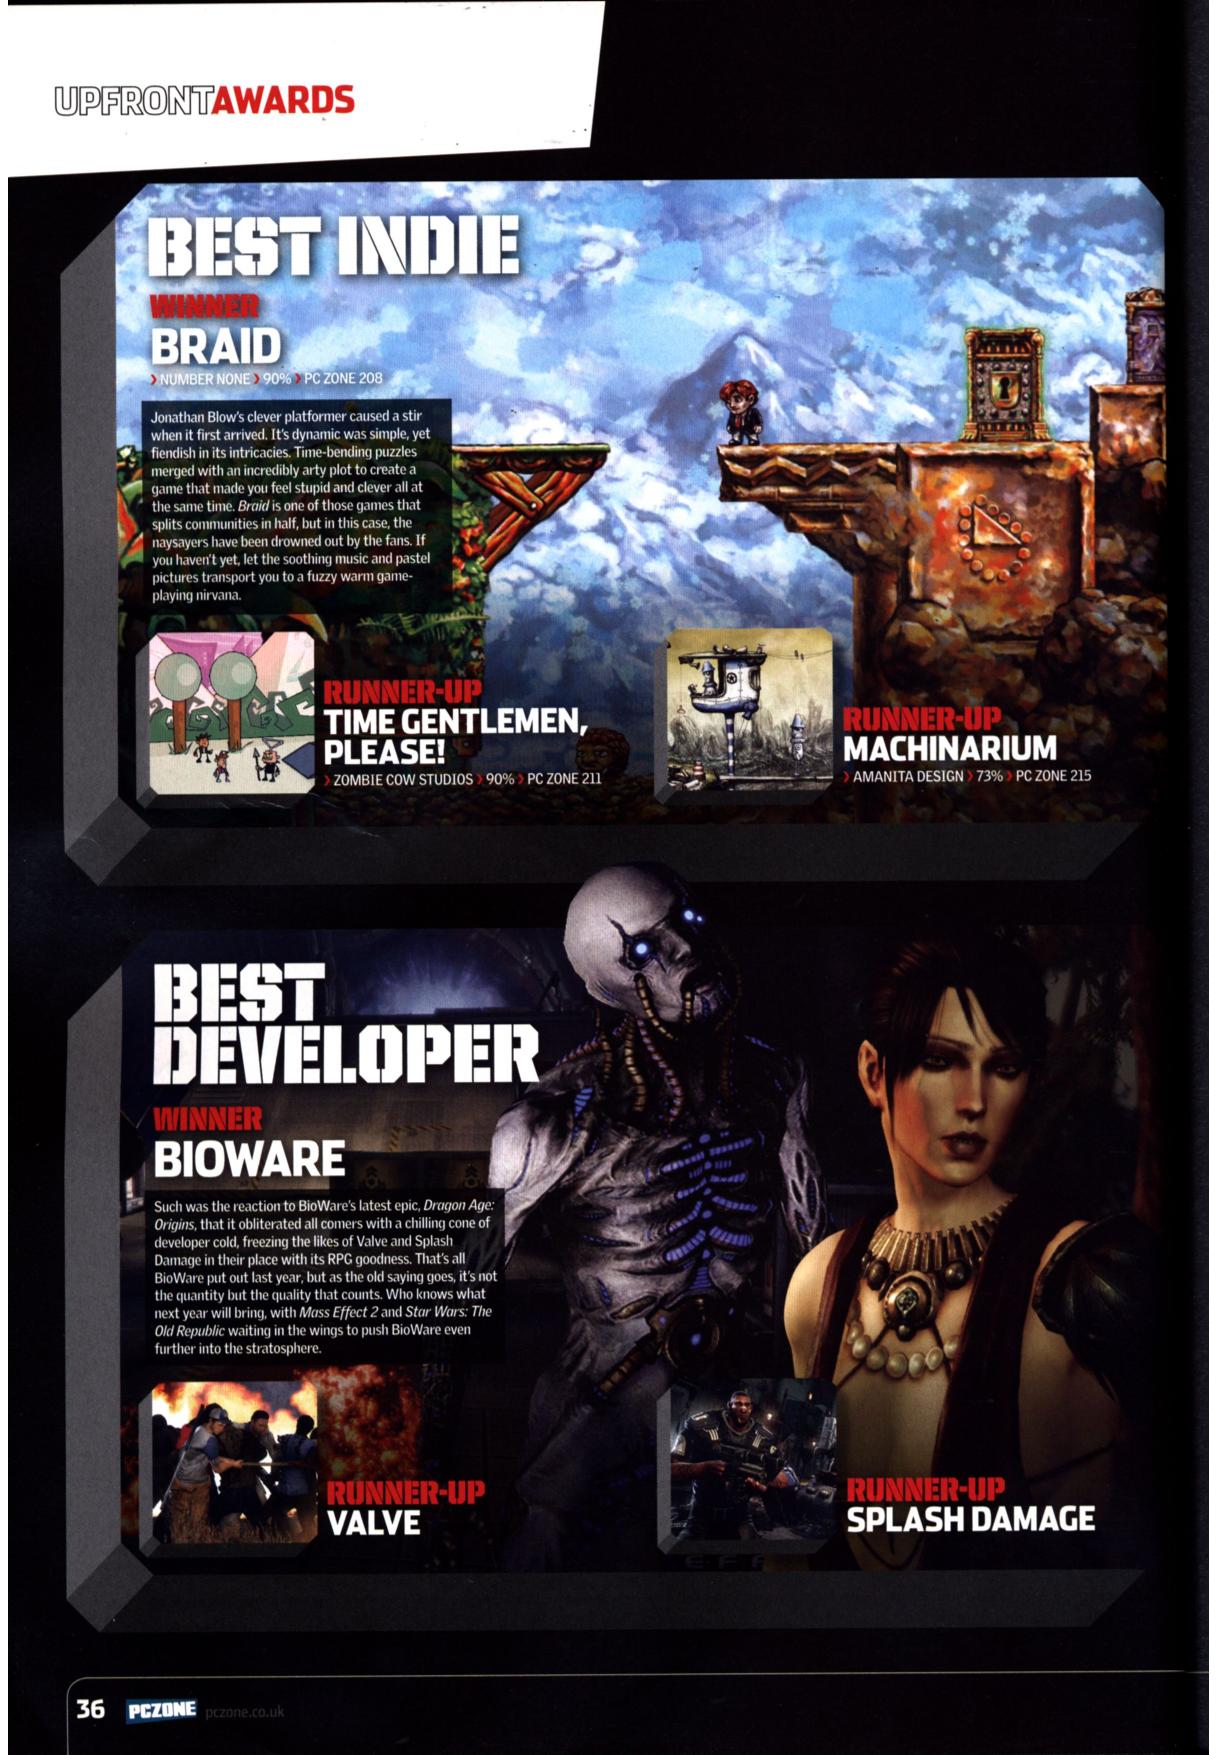 UPFRONTAWARDS
BEST INDIE
WINNER
BRAID
› NUMBER NONE › 90% › PC ZONE 208
Jonathan Blow's clever platformer caused a stir
when it first arrived. It's dynamic was simple, yet
fiendish in its intricacies. Time-bending puzzles
merged with an incredibly arty plot to create a
game that made you feel stupid and clever all at
the same time. Braid is one of those games that
splits communities in half, but in this case, the
naysayers have been drowned out by the fans. If
you haven't yet, let the soothing music and pastel
pictures transport you to a fuzzy warm game-
playing nirvana.
RUNNER-UP
TIME GENTLEMEN,
PLEASE!
› ZOMBIE COW STUDIOS › 90% › PC ZONE 211
RUNNER-UP
MACHINARIUM
› AMANITA DESIGN › 73% › PC ZONE 215
BEST
DEVELOPER
WINNER
BIOWARE
Such was the reaction to BioWare's latest epic, Dragon Age:
Origins, that it obliterated all comers with a chilling cone of
developer cold, freezing the likes of Valve and Splash
Damage in their place with its RPG goodness. That's all
BioWare put out last year, but as the old saying goes, it's not
the quantity but the quality that counts. Who knows what
next year will bring, with Mass Effect 2 and Star Wars: The
Old Republic waiting in the wings to push BioWare even
further into the stratosphere.
RUNNER-UP
VALVE
RUNNER-UP
SPLASH DAMAGE
36 PCZONE pczone.co.uk